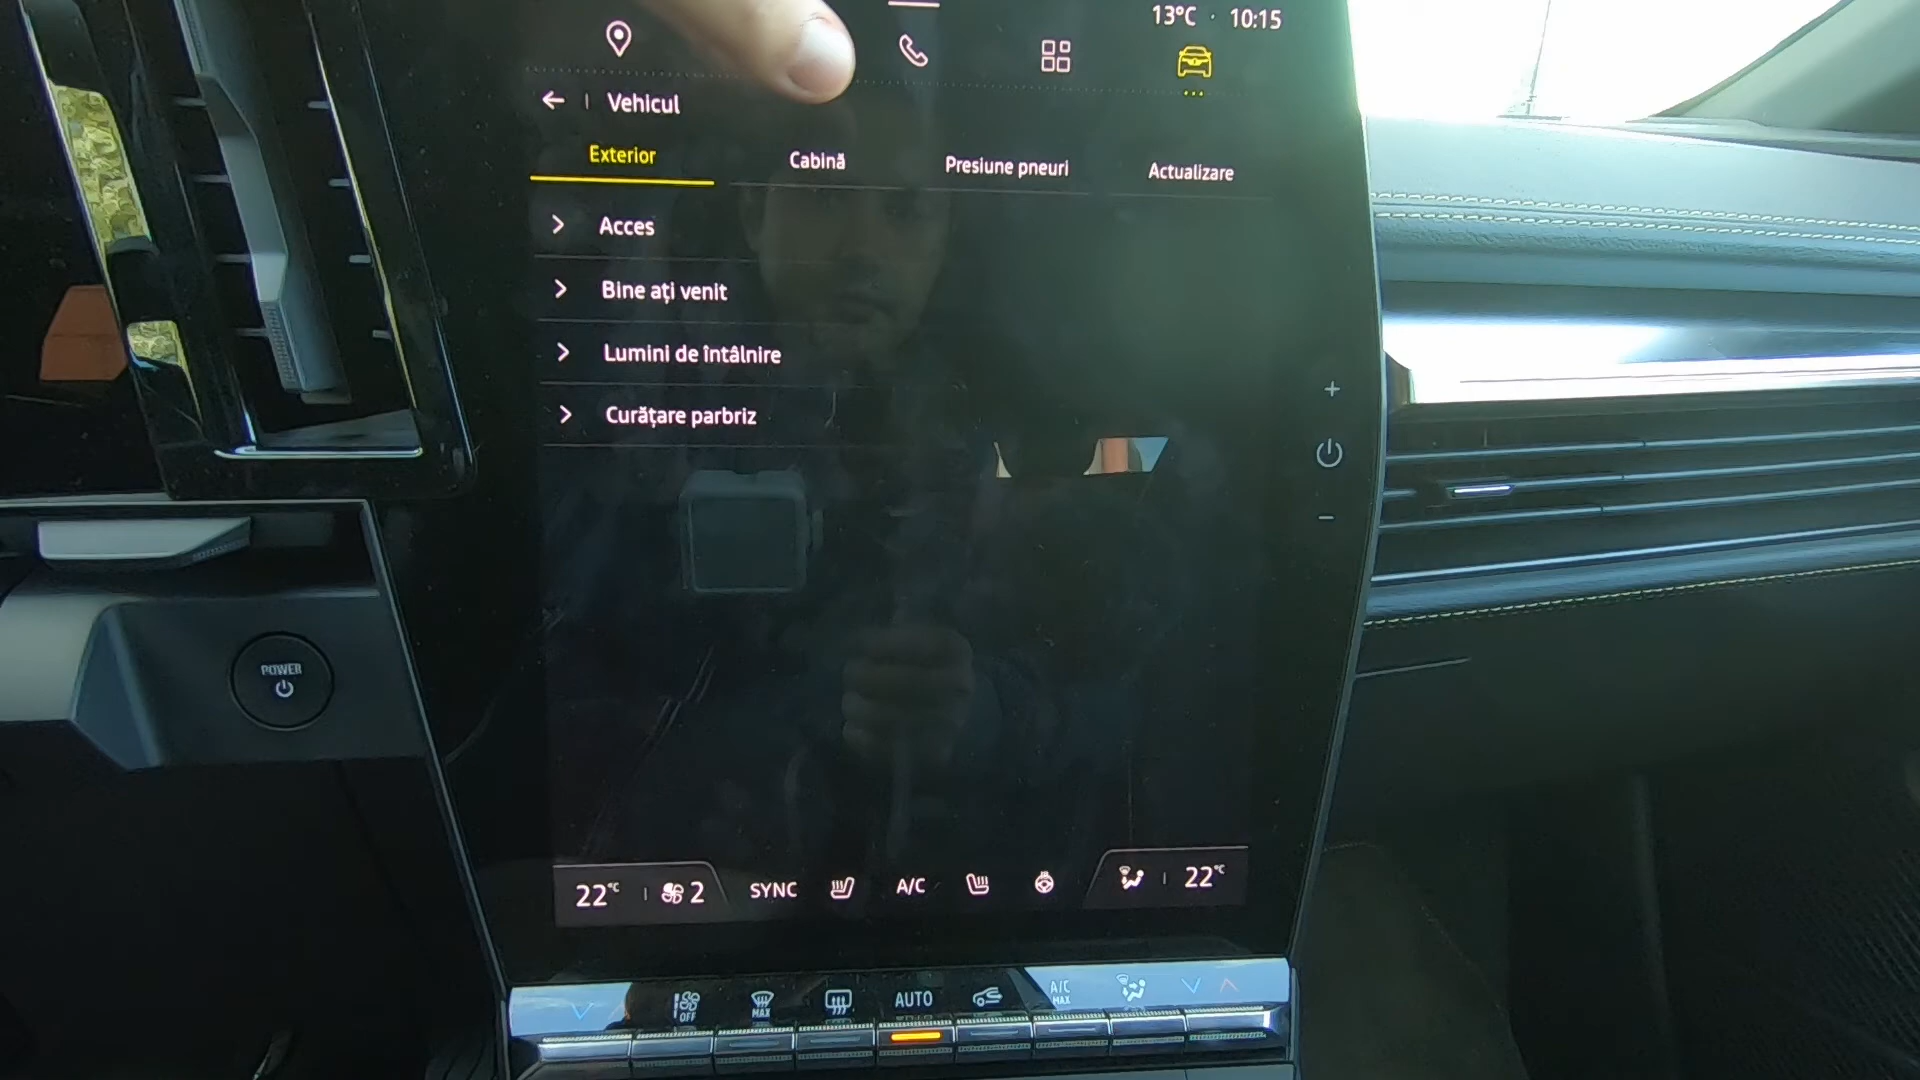 13°C · 10:15
Vehicul
Exterior Cabină Presiune pneuri Actualizare
Acces
Bine ați venit
Lumini de întâlnire
Curățare parbriz
+
-
POWER
22°C 2 SYNC A/C 22°C
OFF MAX AUTO A/C MAX